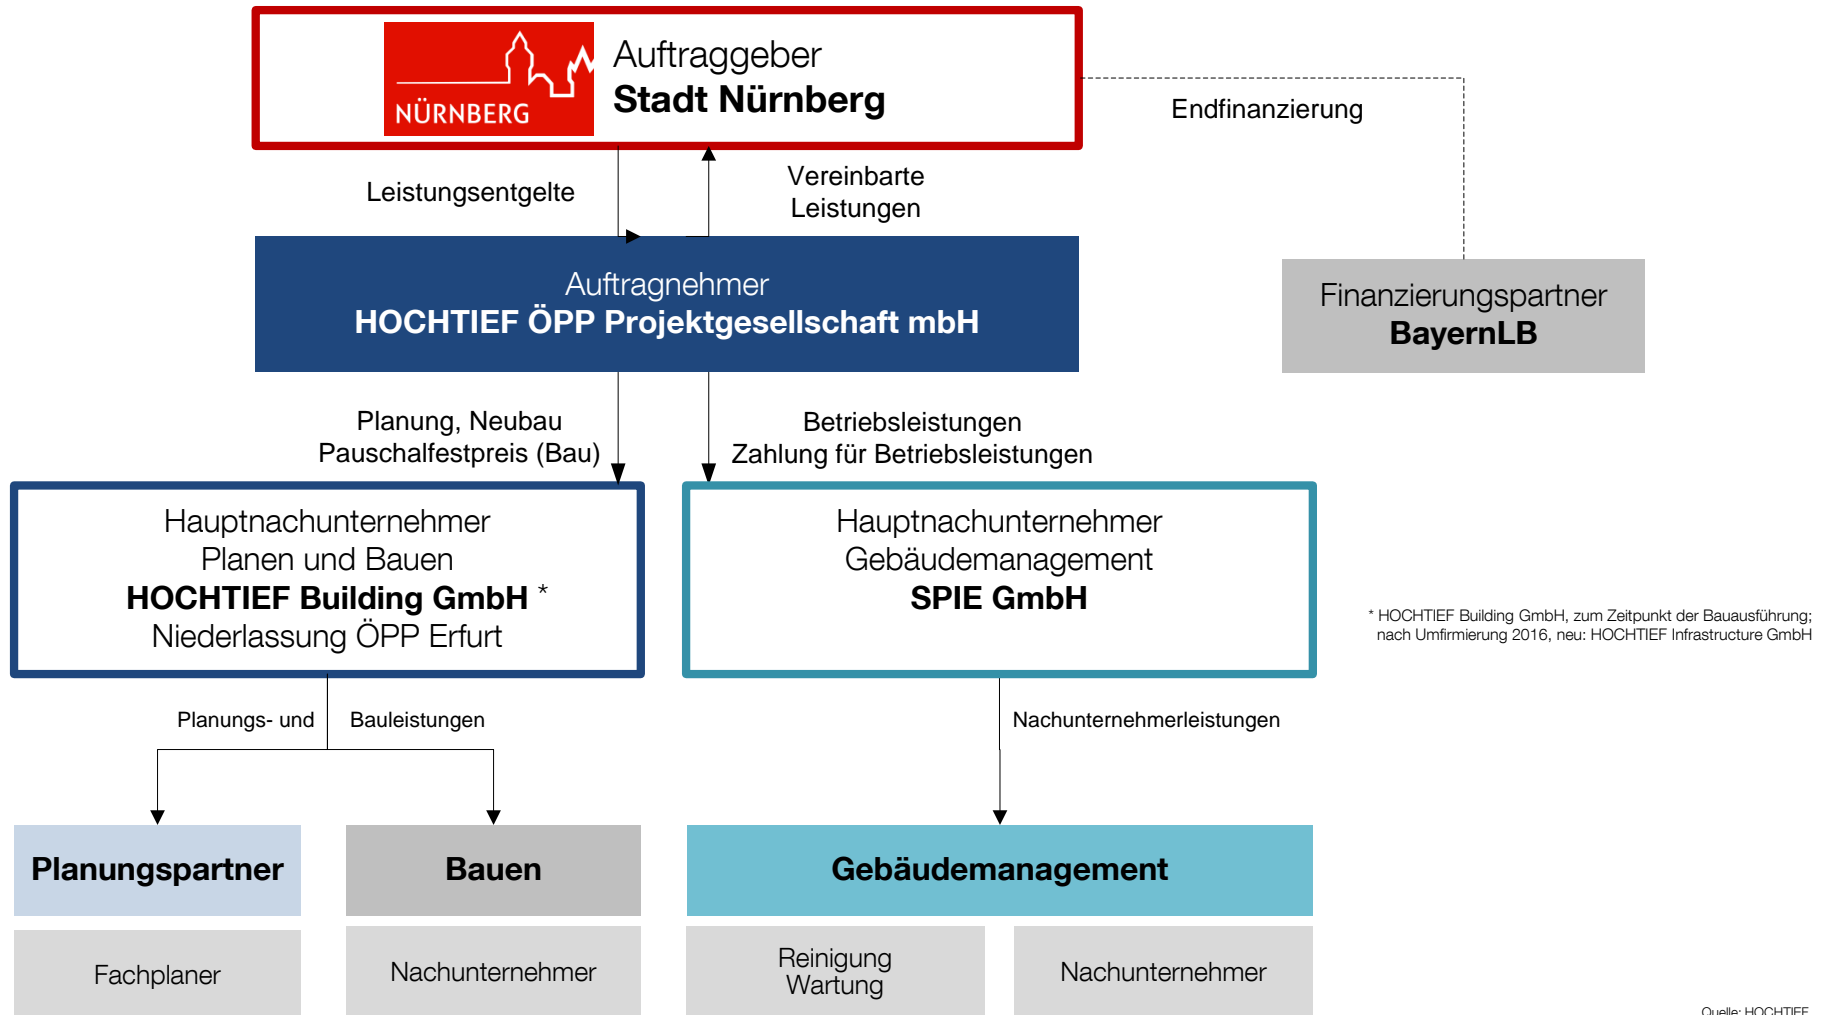 NÜRNBERG
Auftraggeber
Stadt Nürnberg
Endfinanzierung
Leistungsentgelte
Vereinbarte
Leistungen
Auftragnehmer
HOCHTIEF ÖPP Projektgesellschaft mbH
Finanzierungspartner
BayernLB
Planung, Neubau
Pauschalfestpreis (Bau)
Betriebsleistungen
Zahlung für Betriebsleistungen
Hauptnachunternehmer
Planen und Bauen
HOCHTIEF Building GmbH *
Niederlassung ÖPP Erfurt
Hauptnachunternehmer
Gebäudemanagement
SPIE GmbH
* HOCHTIEF Building GmbH, zum Zeitpunkt der Bauausführung;
nach Umfirmierung 2016, neu: HOCHTIEF Infrastructure GmbH
Planungs- und Bauleistungen
Nachunternehmerleistungen
Planungspartner
Bauen
Gebäudemanagement
Fachplaner
Nachunternehmer
Reinigung
Wartung
Nachunternehmer
Quelle: HOCHTIEF